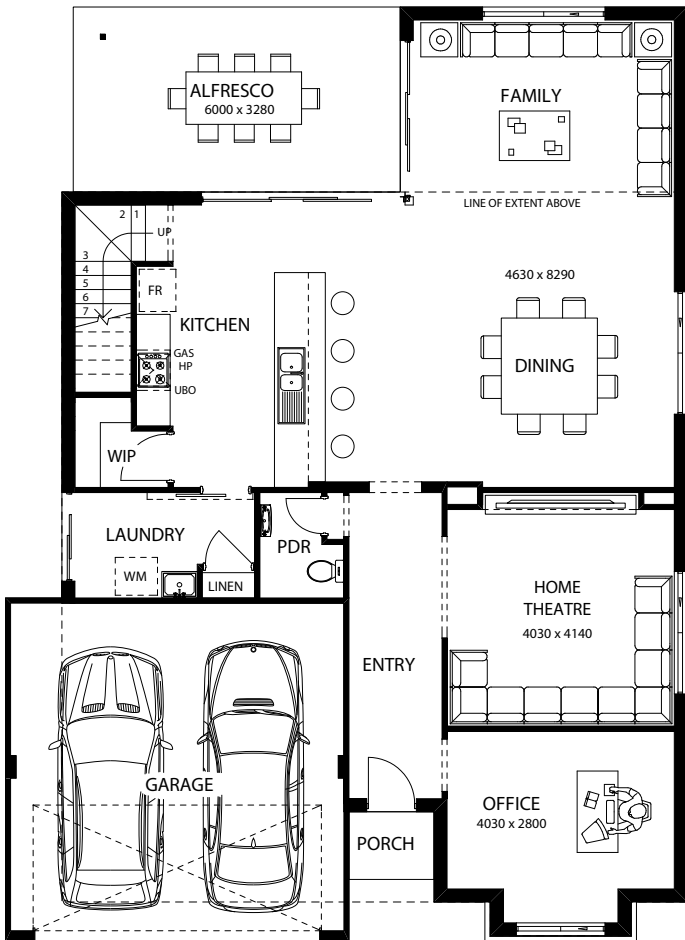 ALFRESCO
6000 x 3280
FAMILY
LINE OF EXTENT ABOVE
2 1
UP
3
4
5
6
7
FR
KITCHEN
4630 x 8290
GAS
HP
UBO
DINING
WIP
LAUNDRY
WM
LINEN
PDR
HOME
THEATRE
4030 x 4140
ENTRY
GARAGE
PORCH
OFFICE
4030 x 2800